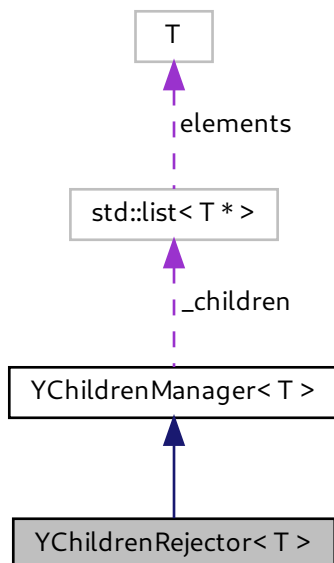 T
elements
std::list< T * >
_children
YChildrenManager< T >
YChildrenRejector< T >